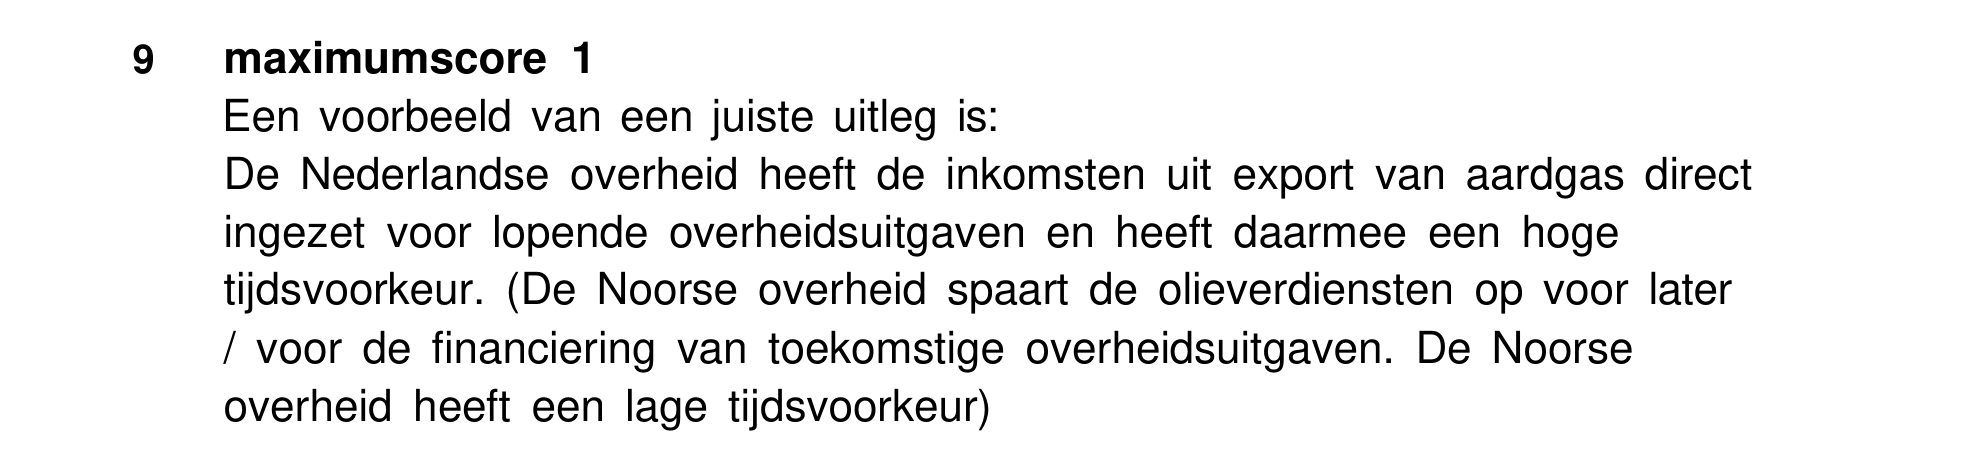 9 maximumscore 1
Een voorbeeld van een juiste uitleg is:
De Nederlandse overheid heeft de inkomsten uit export van aardgas direct
ingezet voor lopende overheidsuitgaven en heeft daarmee een hoge
tijdsvoorkeur. (De Noorse overheid spaart de olieverdiensten op voor later
/ voor de financiering van toekomstige overheidsuitgaven. De Noorse
overheid heeft een lage tijdsvoorkeur)